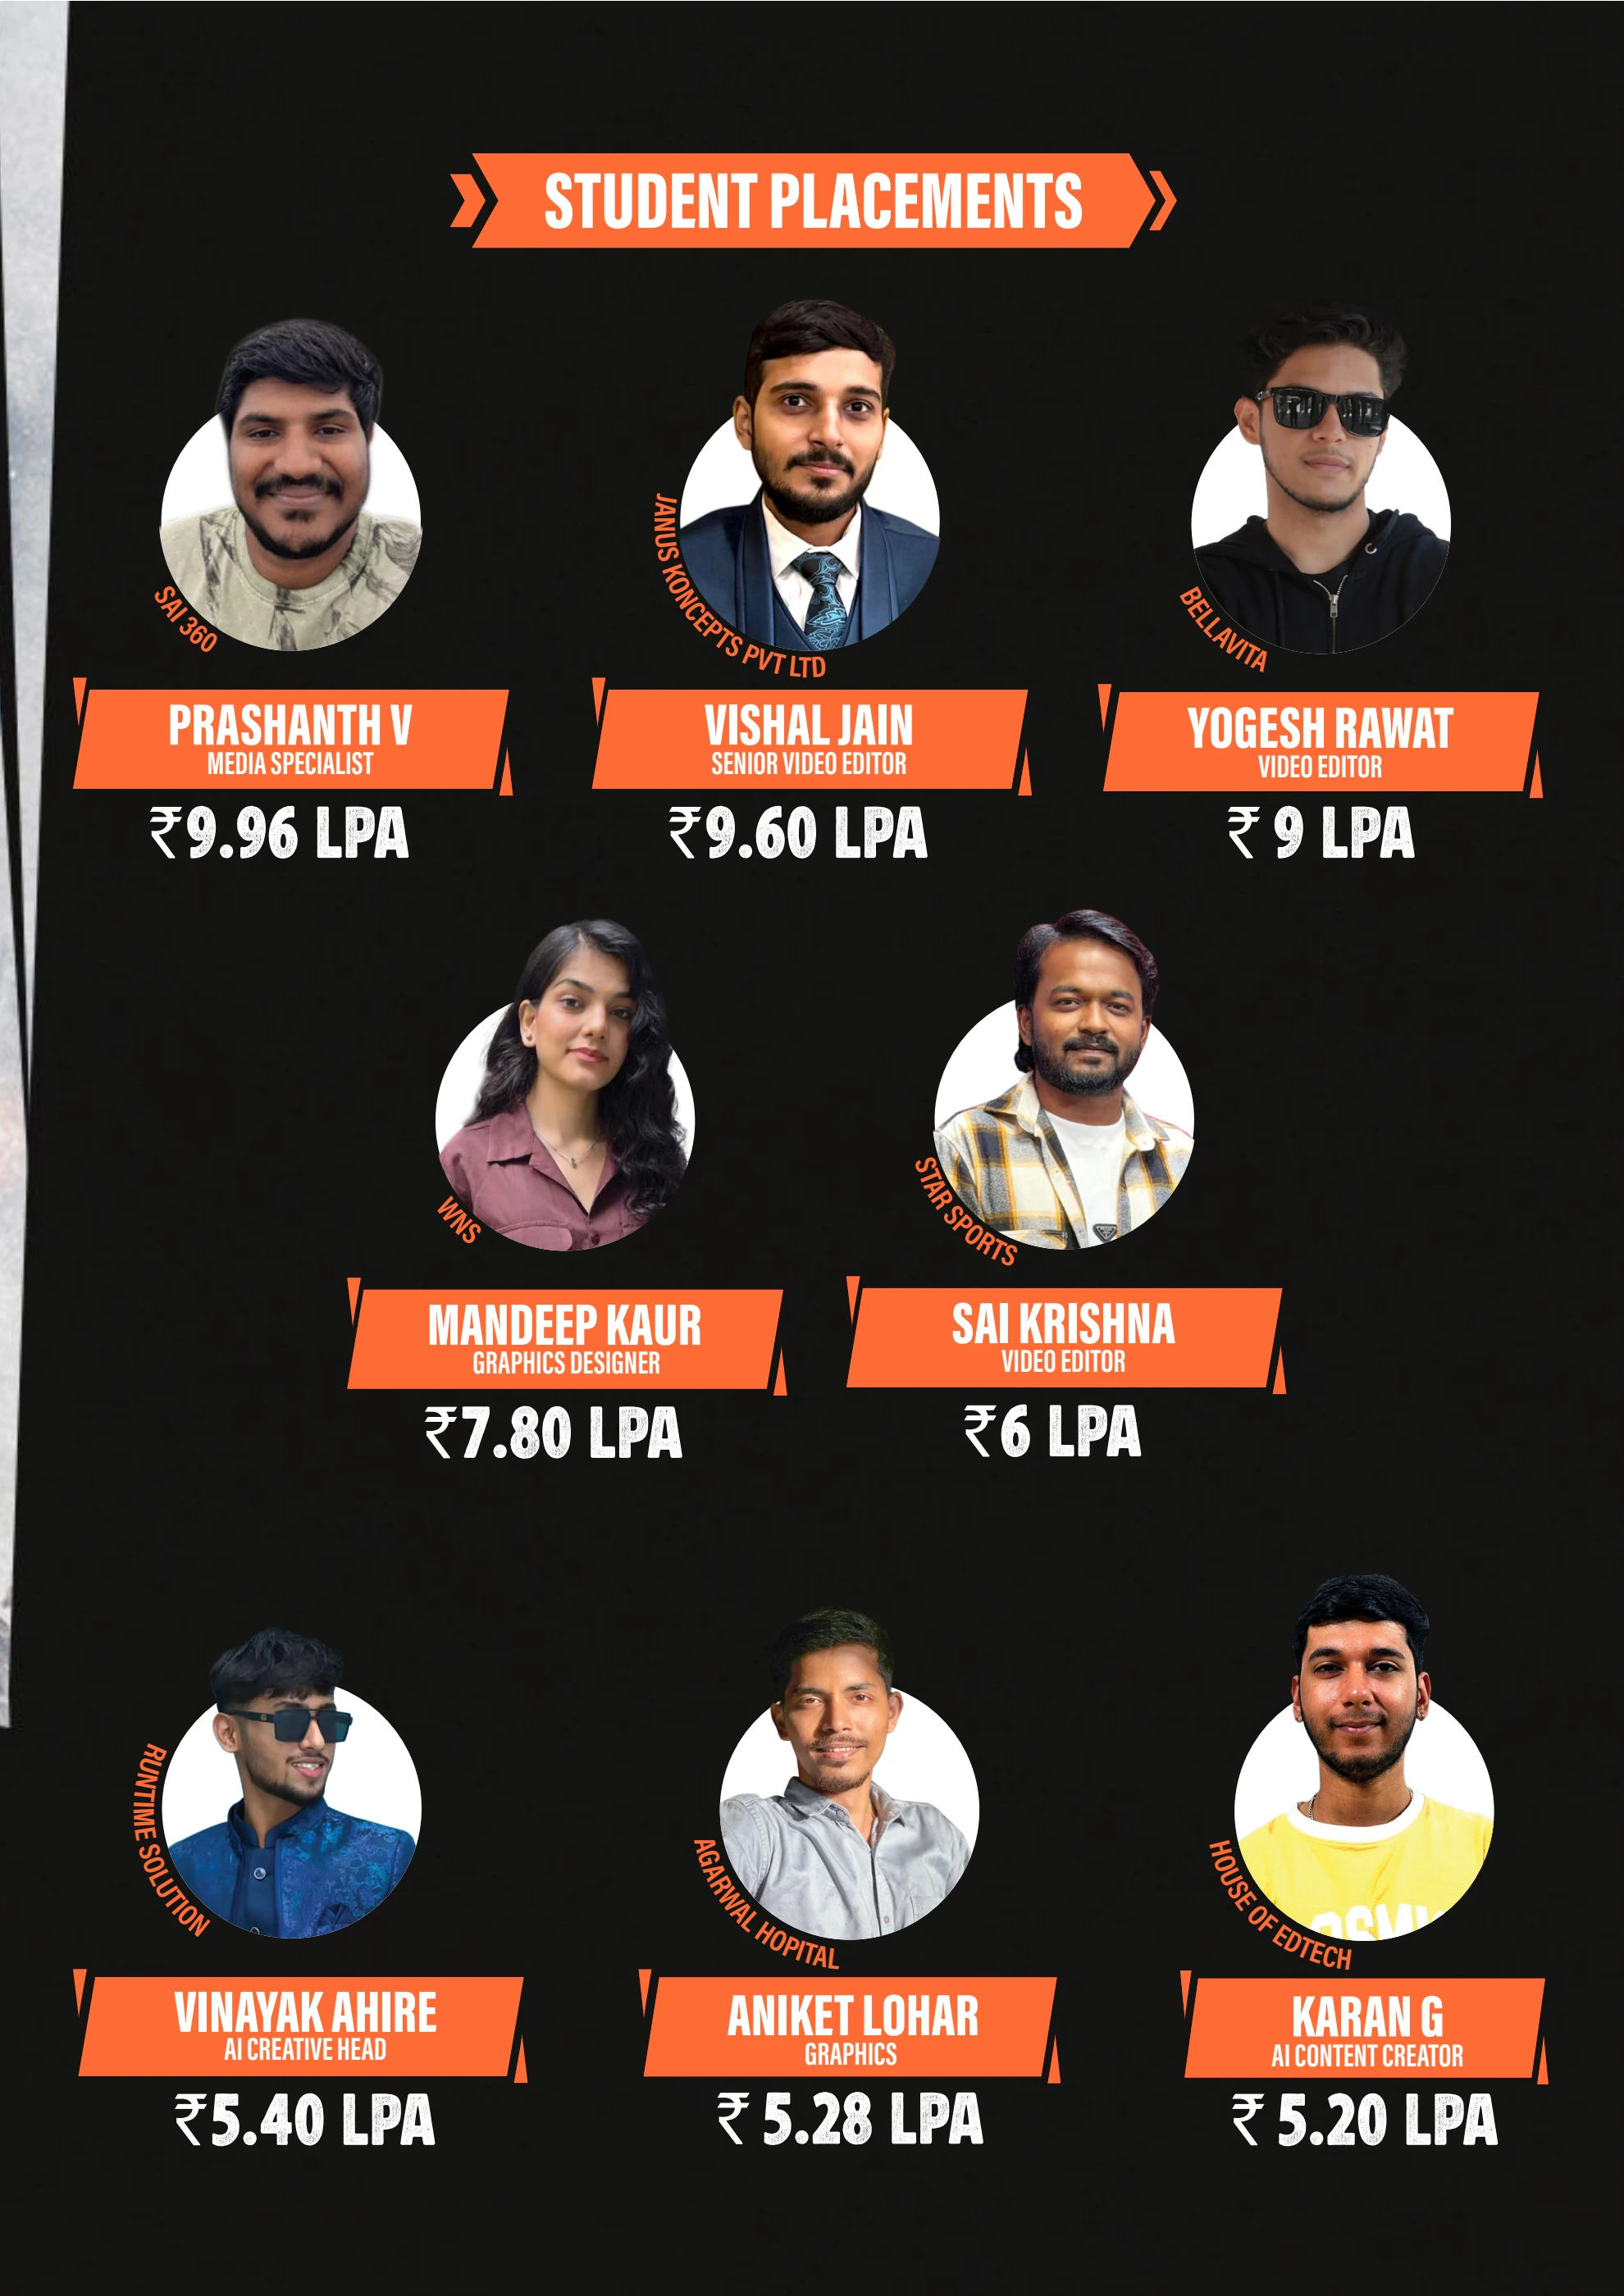 STUDENT PLACEMENTS
SAI 360
PRASHANTH V
MEDIA SPECIALIST
₹9.96 LPA
JANUS KONCEPTS PVT LTD
VISHAL JAIN
SENIOR VIDEO EDITOR
₹9.60 LPA
BELLAVITA
YOGESH RAWAT
VIDEO EDITOR
₹ 9 LPA
WNS
MANDEEP KAUR
GRAPHICS DESIGNER
₹7.80 LPA
STAR SPORTS
SAI KRISHNA
VIDEO EDITOR
₹6 LPA
RUNTIME SOLUTION
VINAYAK AHIRE
AI CREATIVE HEAD
₹5.40 LPA
AGARWAL HOPITAL
ANIKET LOHAR
GRAPHICS
₹ 5.28 LPA
HOUSE OF EDTECH
KARAN G
AI CONTENT CREATOR
₹ 5.20 LPA